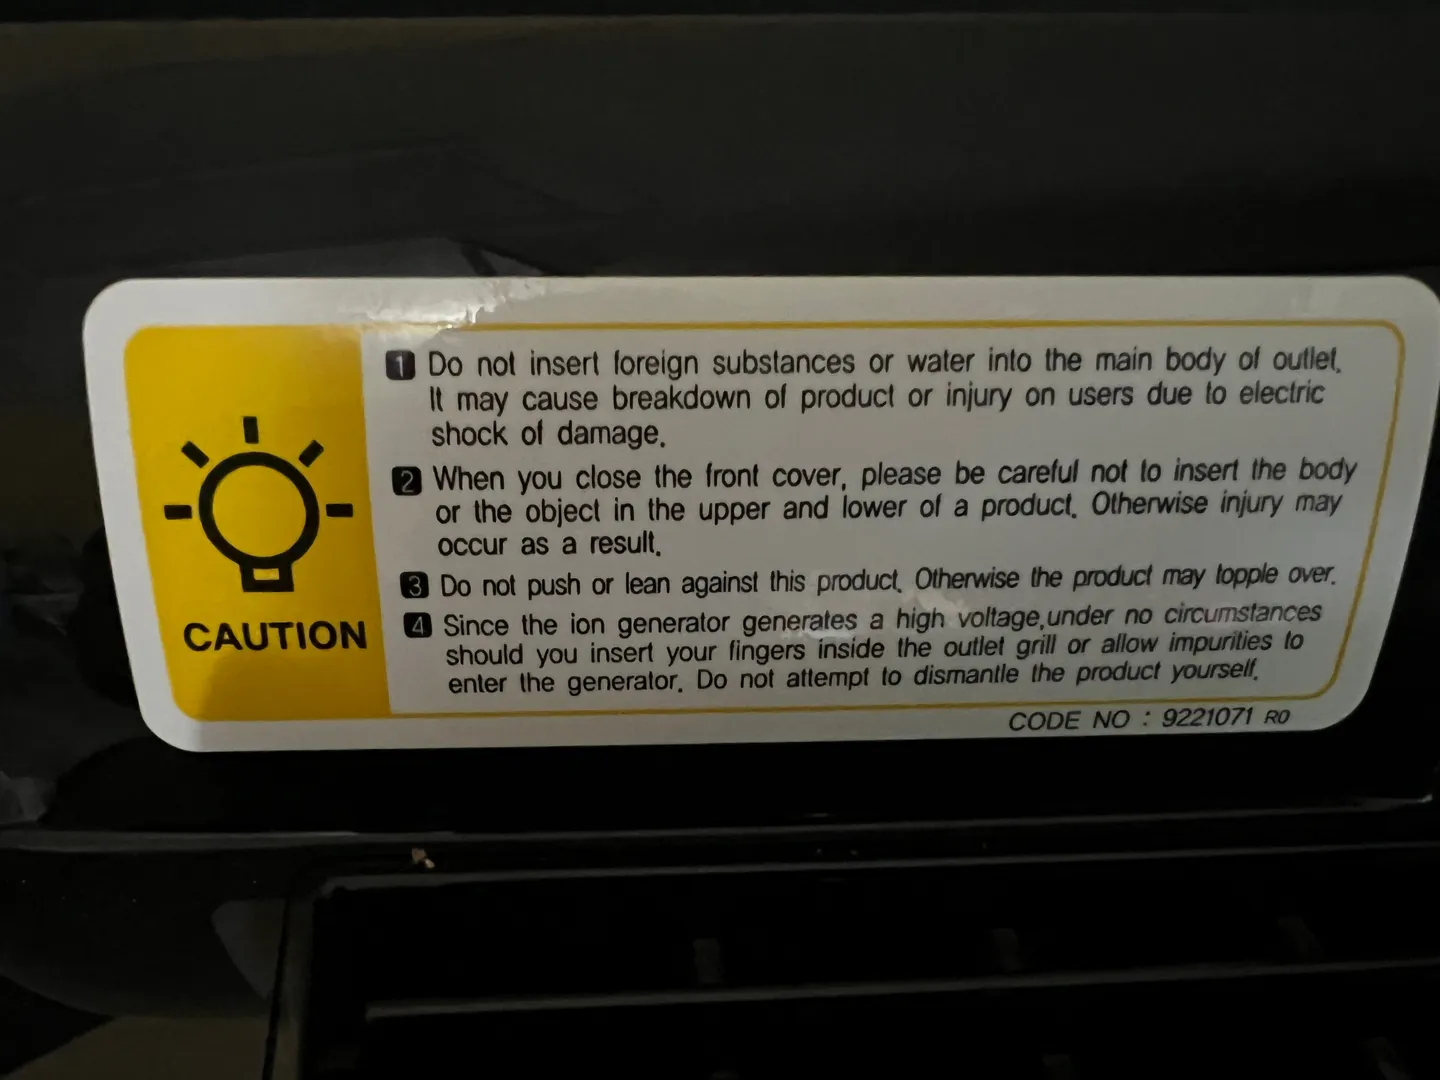 CAUTION
1 Do not insert foreign substances or water into the main body of outlet.
It may cause breakdown of product or injury on users due to electric
shock of damage.
2 When you close the front cover, please be careful not to insert the body
or the object in the upper and lower of a product. Otherwise injury may
occur as a result.
3 Do not push or lean against this product. Otherwise the product may topple over.
4 Since the ion generator generates a high voltage,under no circumstances
should you insert your fingers inside the outlet grill or allow impurities to
enter the generator. Do not attempt to dismantle the product yourself.
CODE NO : 9221071 R0